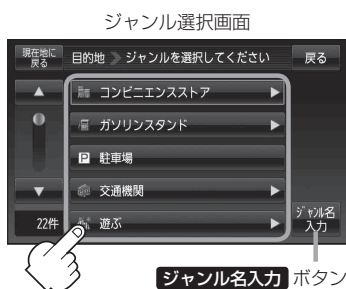 ジャンル選択画面
現在地に
戻る
目的地 ジャンルを選択してください
戻る
コンビニエンスストア
ガソリンスタンド
P 駐車場
交通機関
遊ぶ
22件
ジャンル名
入力
ジャンル名入力 ボタン